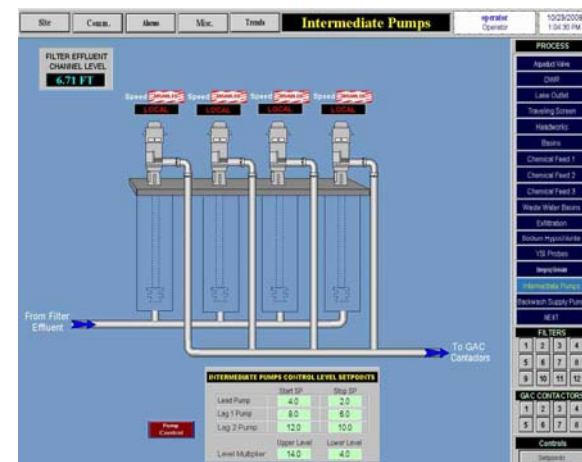 Site Comm. Alarms Misc. Trends Intermediate Pumps operator 10/29/2008
Operator 1:04:30 PM
FILTER EFFLUENT
CHANNEL LEVEL
6.71 FT
Speed Speed Speed Speed
LOCAL LOCAL LOCAL LOCAL
From Filter
Effluent
To GAC
Contactors
INTERMEDIATE PUMPS CONTROL LEVEL SETPOINTS
Start SP Stop SP
Lead Pump 4.0 2.0
Lag 1 Pump 8.0 6.0
Lag 2 Pump 12.0 10.0
Upper Level Lower Level
Level Multiplier 14.0 4.0
Pump
Control
PROCESS
Aqueduct Valve
OWR
Lake Outlet
Traveling Screen
Headworks
Basins
Chemical Feed 1
Chemical Feed 2
Chemical Feed 3
Waste Water Basins
Exfiltration
Sodium Hypochlorite
YSI Probes
Intermediate Pumps
Backwash Supply Pump
NEXT
FILTERS
1 2 3 4
5 6 7 8
9 10 11 12
GAC CONTACTORS
1 2 3 4
5 6 7 8
Controls
Setpoints